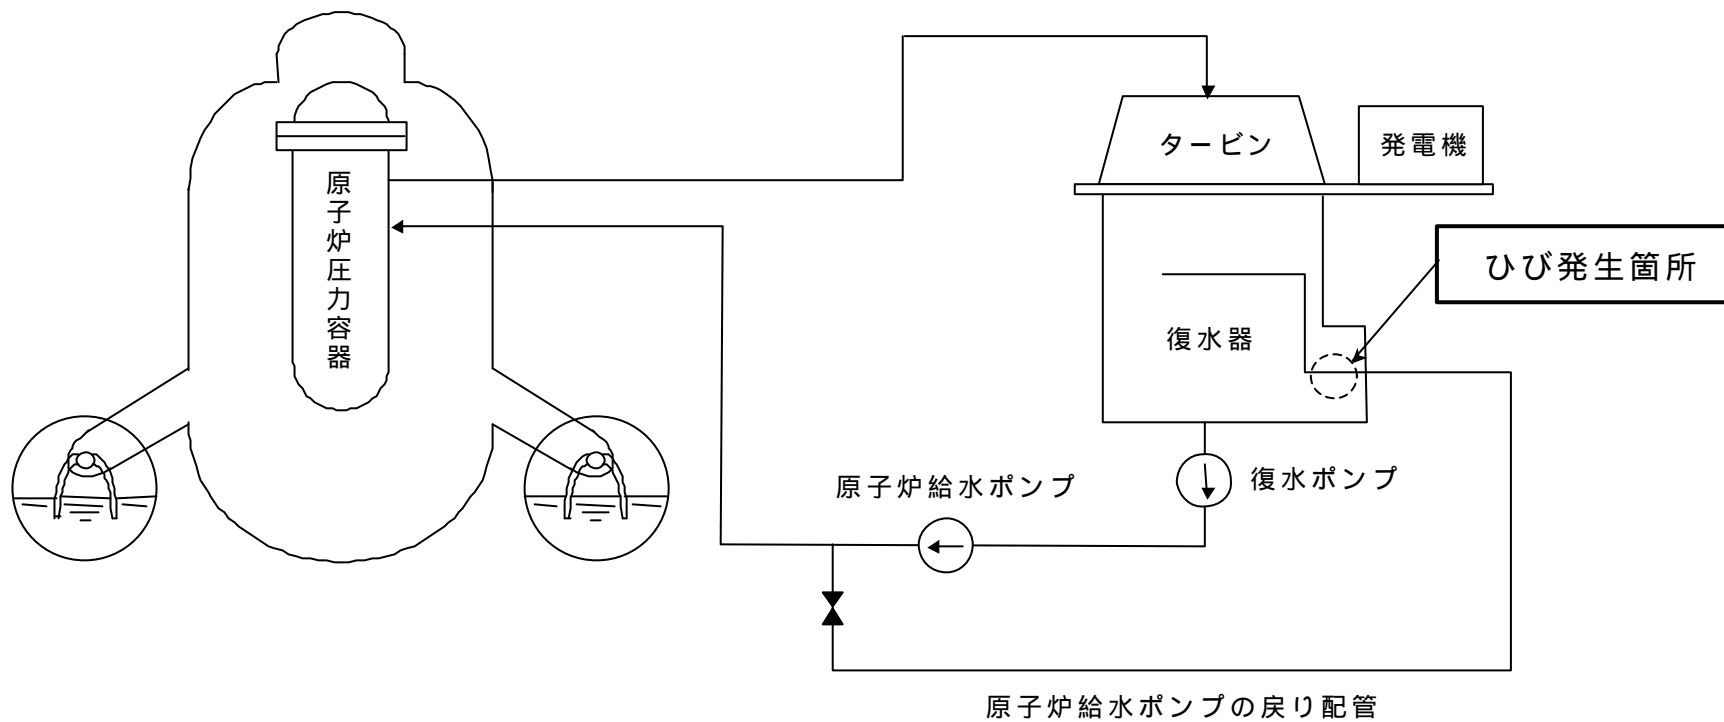 タービン
発電機
原子炉圧力容器
ひび発生箇所
復水器
復水ポンプ
原子炉給水ポンプ
原子炉給水ポンプの戻り配管